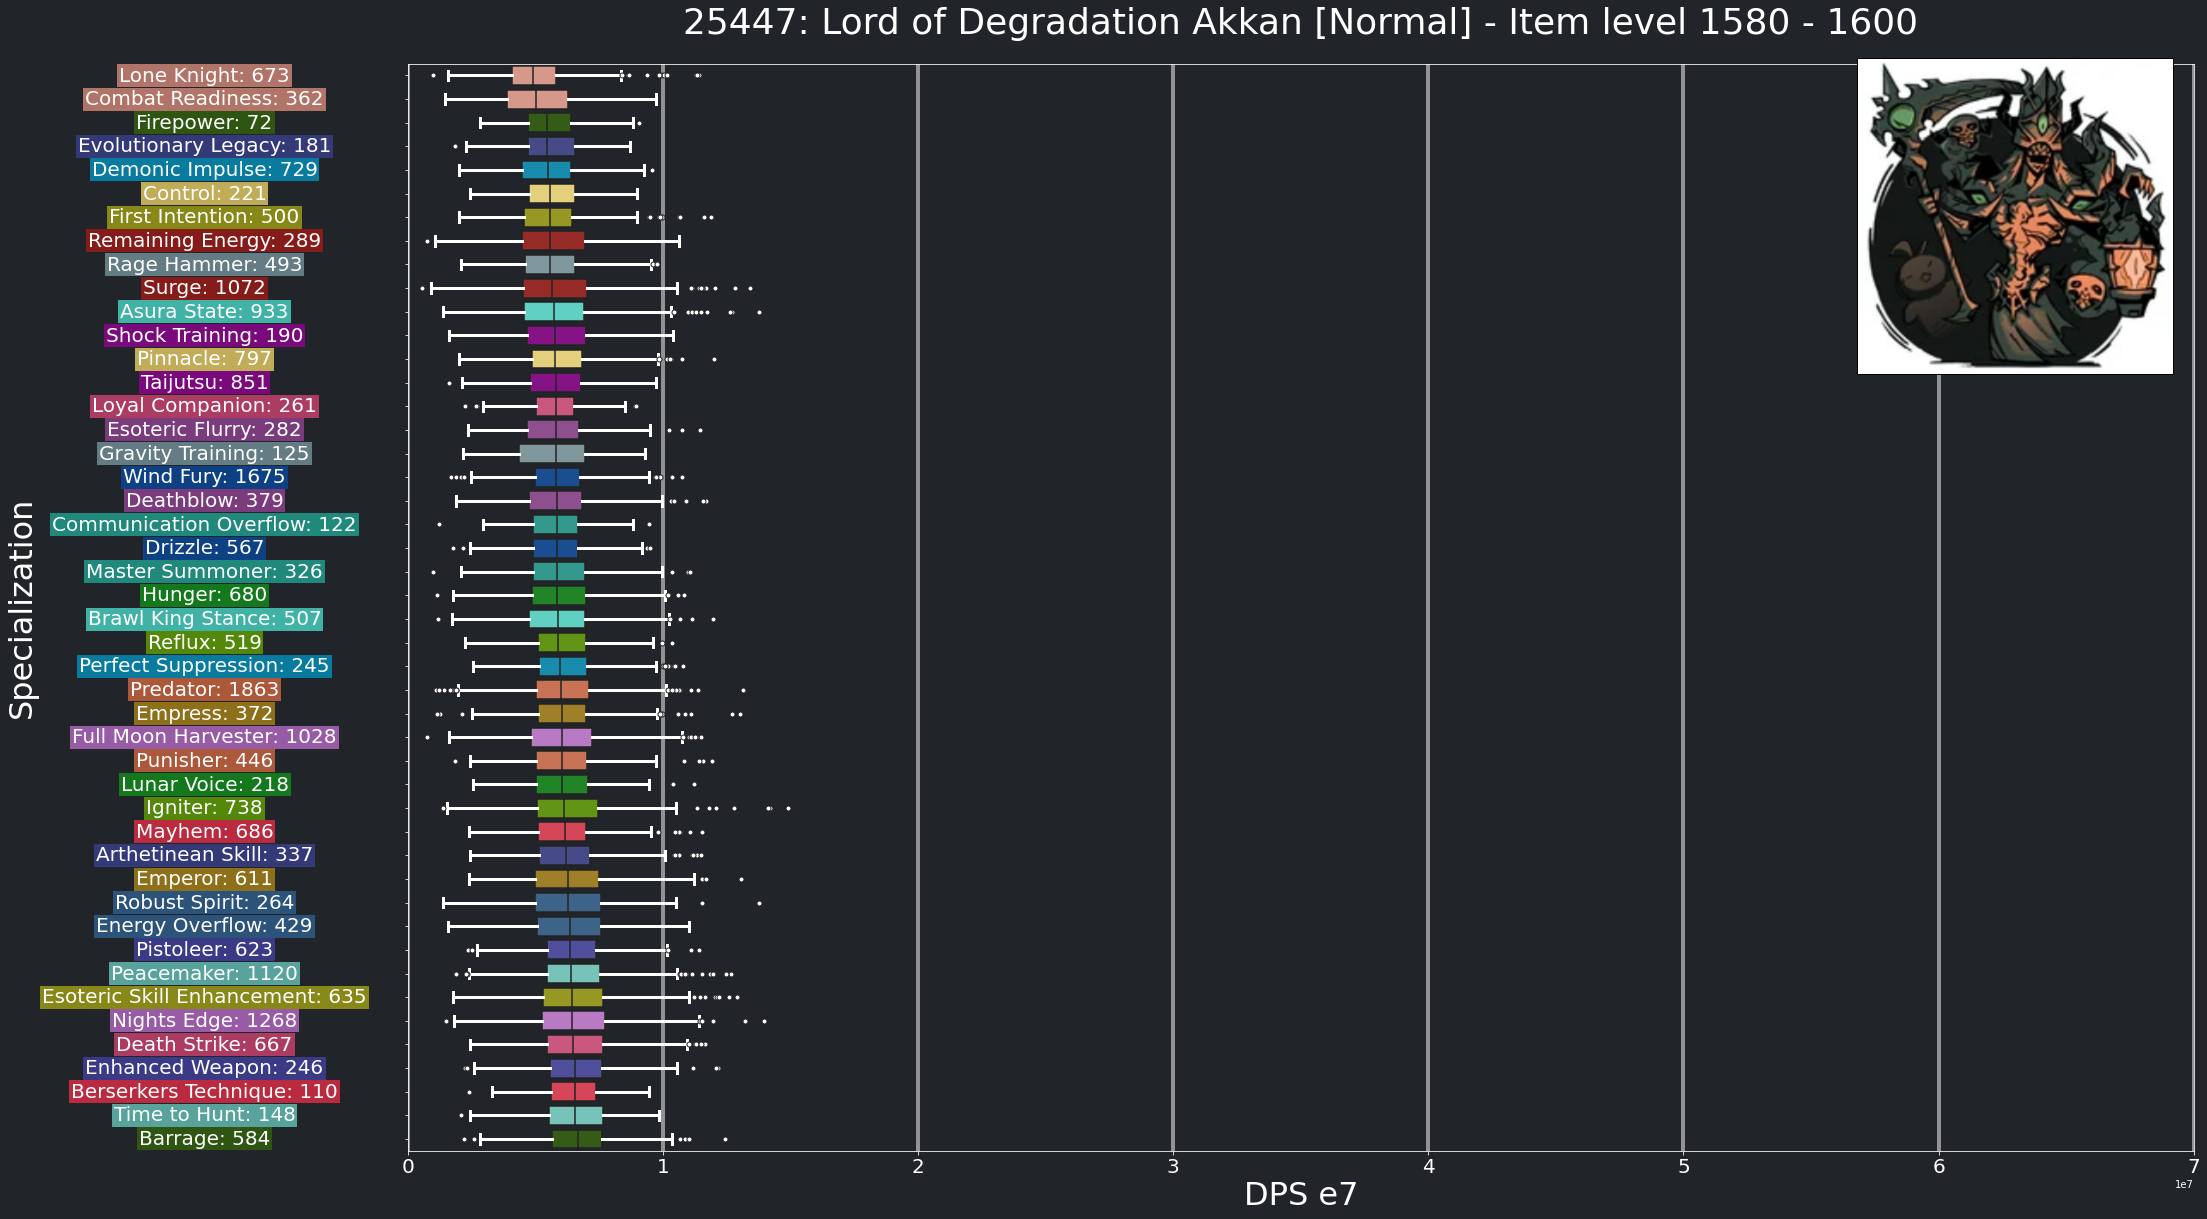 25447: Lord of Degradation Akkan [Normal] - Item level 1580 - 1600
Specialization
Lone Knight: 673
Combat Readiness: 362
Firepower: 72
Evolutionary Legacy: 181
Demonic Impulse: 729
Control: 221
First Intention: 500
Remaining Energy: 289
Rage Hammer: 493
Surge: 1072
Asura State: 933
Shock Training: 190
Pinnacle: 797
Taijutsu: 851
Loyal Companion: 261
Esoteric Flurry: 282
Gravity Training: 125
Wind Fury: 1675
Deathblow: 379
Communication Overflow: 122
Drizzle: 567
Master Summoner: 326
Hunger: 680
Brawl King Stance: 507
Reflux: 519
Perfect Suppression: 245
Predator: 1863
Empress: 372
Full Moon Harvester: 1028
Punisher: 446
Lunar Voice: 218
Igniter: 738
Mayhem: 686
Arthetinean Skill: 337
Emperor: 611
Robust Spirit: 264
Energy Overflow: 429
Pistoleer: 623
Peacemaker: 1120
Esoteric Skill Enhancement: 635
Nights Edge: 1268
Death Strike: 667
Enhanced Weapon: 246
Berserkers Technique: 110
Time to Hunt: 148
Barrage: 584
0 1 2 3 4 5 6 7
1e7
DPS e7